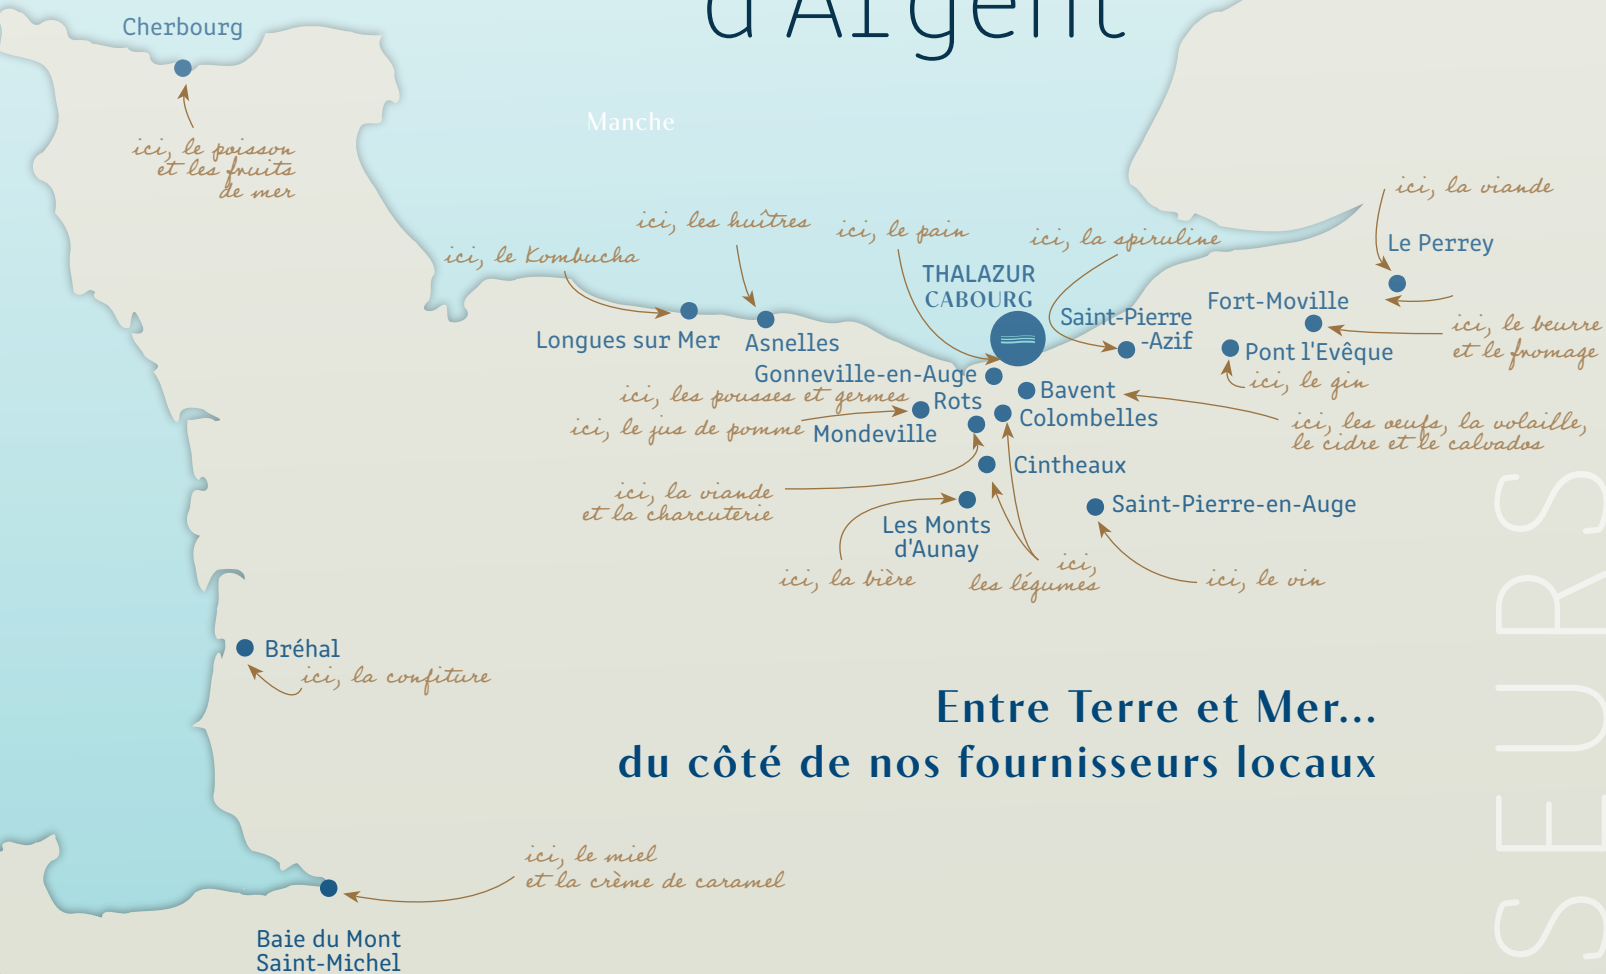 d'Argent
Cherbourg
Manche
ici, le poisson
et les fruits
de mer
ici, la viande
ici, les huîtres
ici, le pain
ici, la spiruline
ici, le Kombucha
Le Perrey
THALAZUR
CABOURG
Fort-Moville
Saint-Pierre
-Azif
ici, le beurre
et le fromage
Longues sur Mer
Asnelles
Pont l'Evêque
Gonneville-en-Auge
ici, le gin
ici, les pousses et germes
Rots
Bavent
Colombelles
ici, les oeufs, la volaille,
le cidre et le calvados
ici, le jus de pomme
Mondeville
Cintheaux
ici, la viande
et la charcuterie
Saint-Pierre-en-Auge
Les Monts
d'Aunay
ici, la bière
ici,
les légumes
ici, le vin
Bréhal
ici, la confiture
Entre Terre et Mer...
du côté de nos fournisseurs locaux
ici, le miel
et la crème de caramel
Baie du Mont
Saint-Michel
SEURS